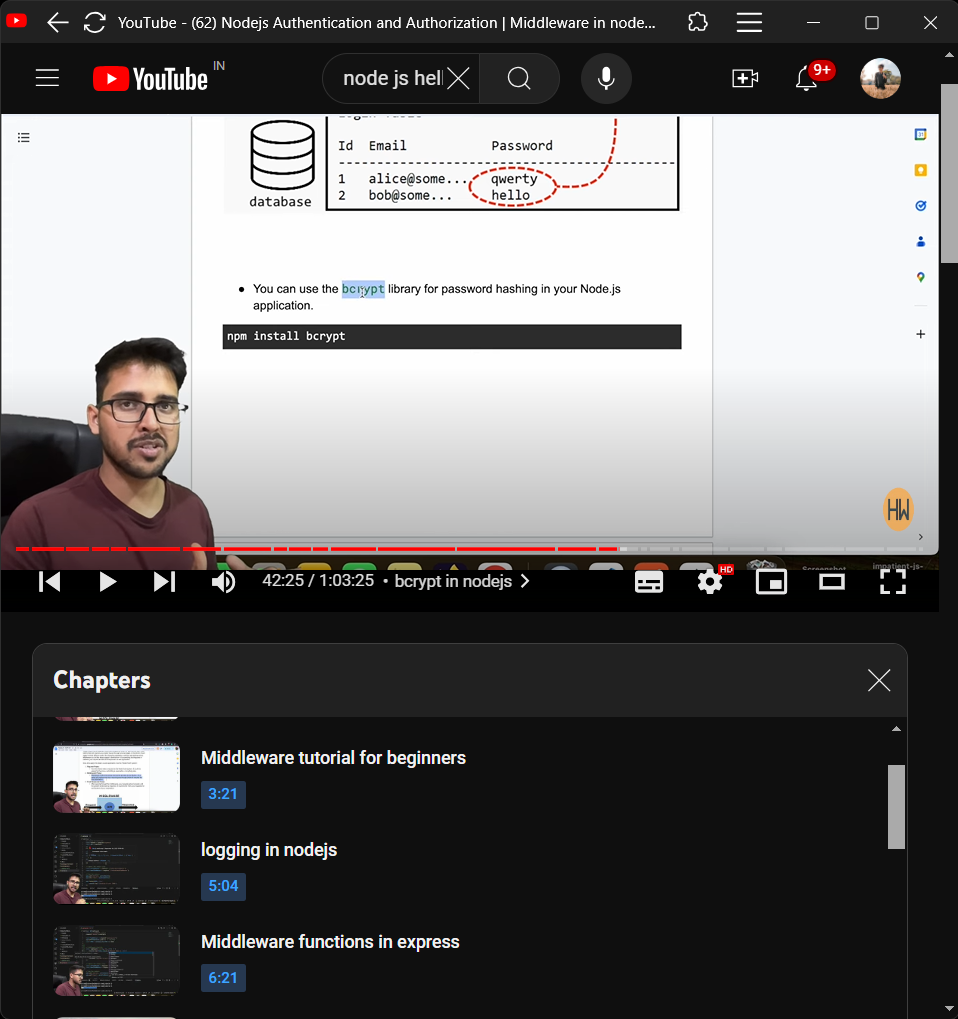 YouTube - (62) Nodejs Authentication and Authorization | Middleware in node...
YouTube IN
node js hell
9+
Id Email Password
1 alice@some... qwerty
2 bob@some... hello
database
• You can use the bcrypt library for password hashing in your Node.js
application.
npm install bcrypt
HW
42:25 / 1:03:25 • bcrypt in nodejs
HD
Chapters
Middleware tutorial for beginners
3:21
logging in nodejs
5:04
Middleware functions in express
6:21